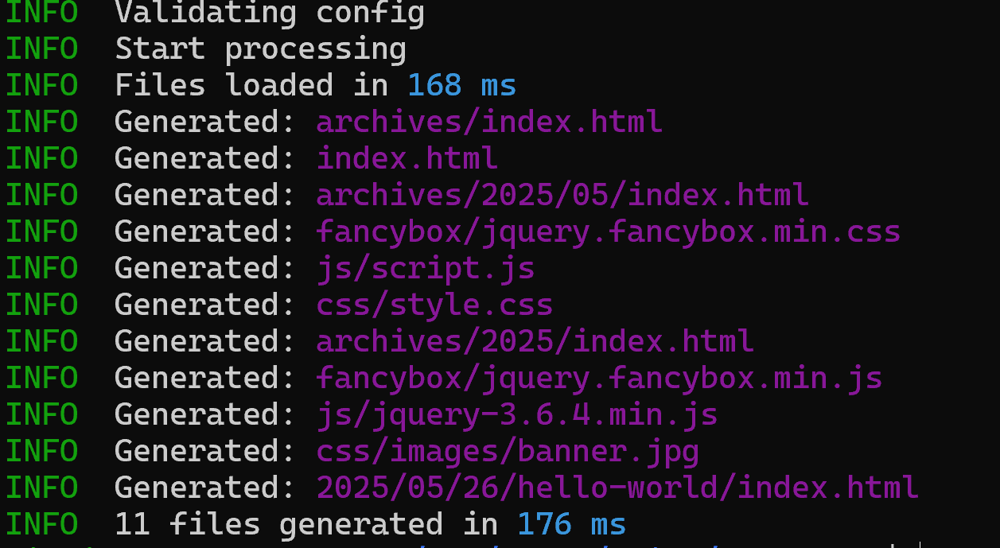 INFO  Validating config
INFO  Start processing
INFO  Files loaded in 168 ms
INFO  Generated: archives/index.html
INFO  Generated: index.html
INFO  Generated: archives/2025/05/index.html
INFO  Generated: fancybox/jquery.fancybox.min.css
INFO  Generated: js/script.js
INFO  Generated: css/style.css
INFO  Generated: archives/2025/index.html
INFO  Generated: fancybox/jquery.fancybox.min.js
INFO  Generated: js/jquery-3.6.4.min.js
INFO  Generated: css/images/banner.jpg
INFO  Generated: 2025/05/26/hello-world/index.html
INFO  11 files generated in 176 ms